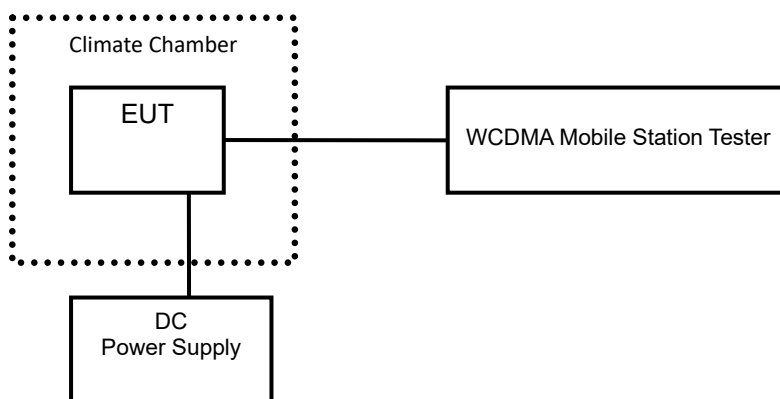 Climate Chamber
EUT
WCDMA Mobile Station Tester
DC
Power Supply